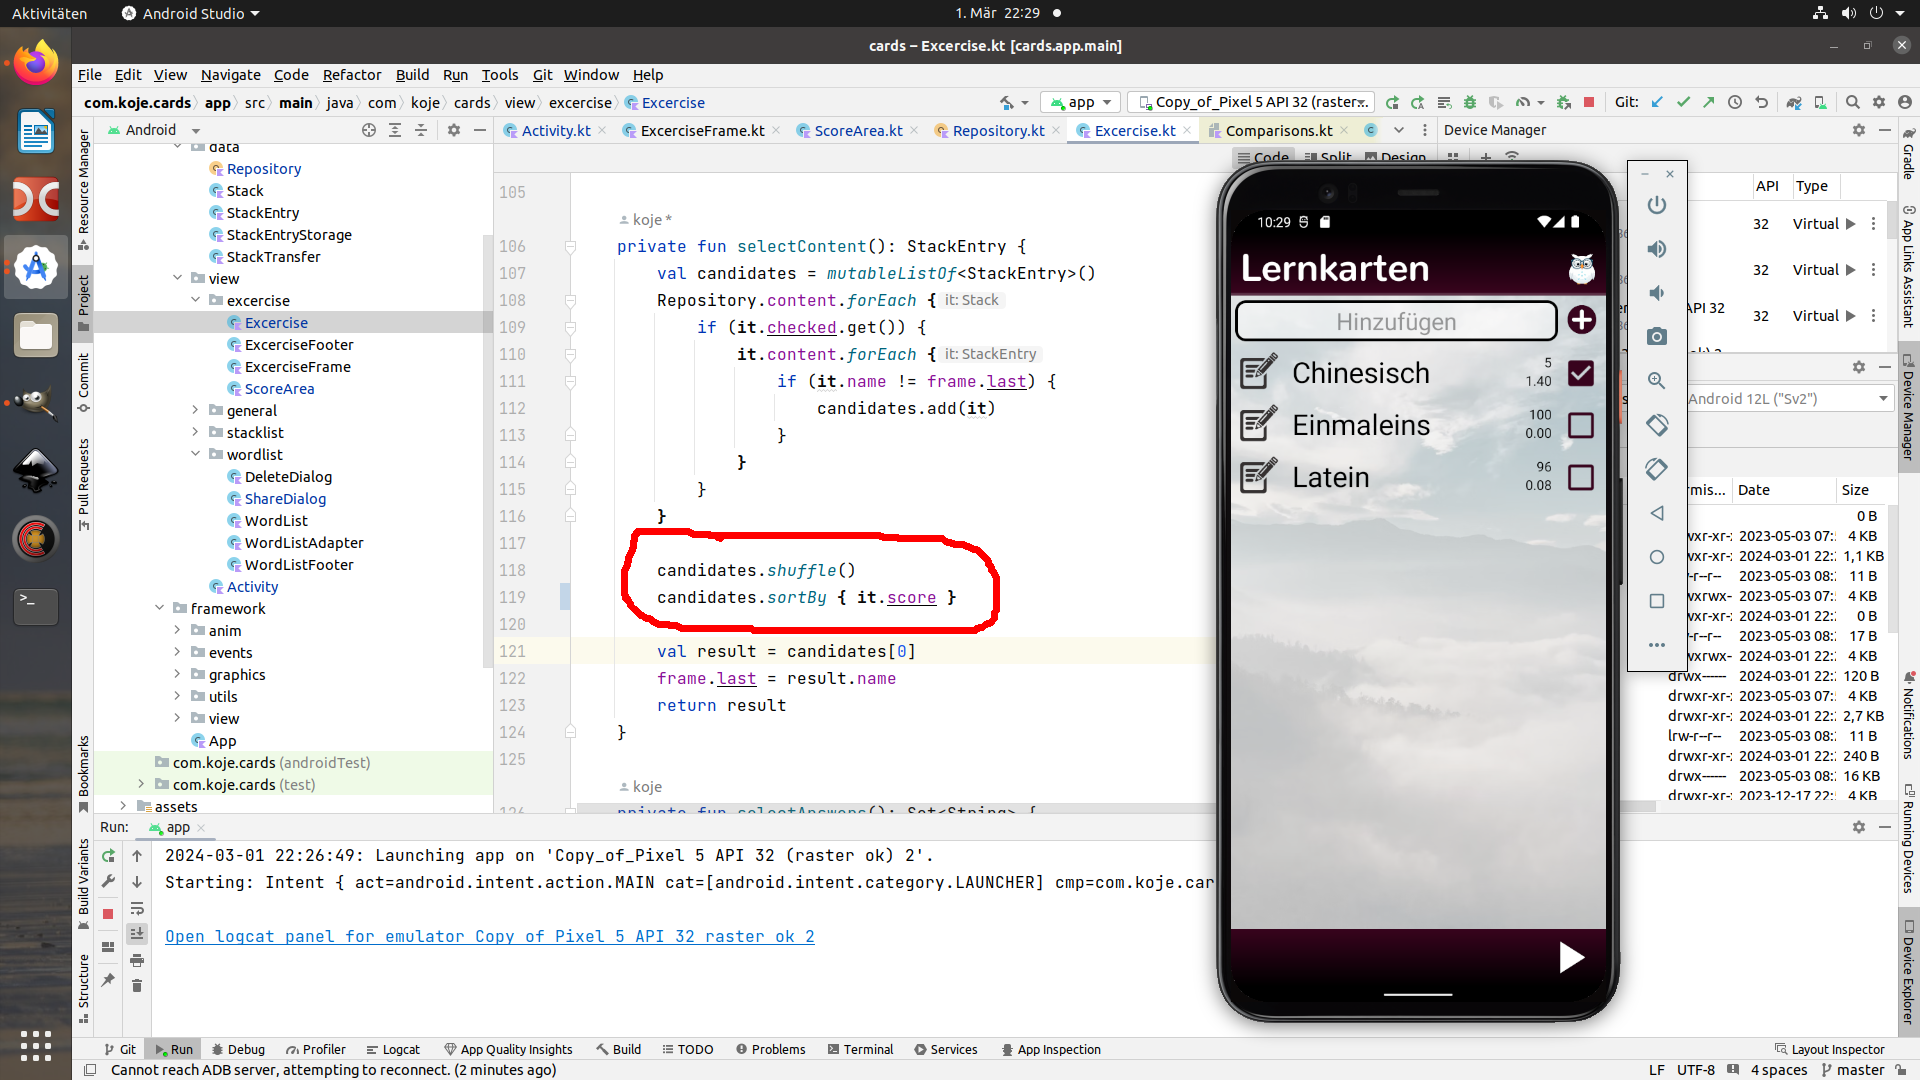 Aktivitäten
Android Studio
1. Mär 22:29
cards – Excercise.kt [cards.app.main]
File Edit View Navigate Code Refactor Build Run Tools Git Window Help
com.koje.cards app src main java com koje cards view excercise Excercise
app
Copy_of_Pixel 5 API 32 (raster..
Git:
Android
Activity.kt ExcerciseFrame.kt ScoreArea.kt Repository.kt Excercise.kt Comparisons.kt
Device Manager
Code Split Design
Resource Manager
Project
Commit
Pull Requests
Bookmarks
Build Variants
Structure
data
Repository
Stack
StackEntry
StackEntryStorage
StackTransfer
view
excercise
Excercise
ExcerciseFooter
ExcerciseFrame
ScoreArea
general
stacklist
wordlist
DeleteDialog
ShareDialog
WordList
WordListAdapter
WordListFooter
Activity
framework
anim
events
graphics
utils
view
App
com.koje.cards (androidTest)
com.koje.cards (test)
assets
105
koje *
106 private fun selectContent(): StackEntry {
107 val candidates = mutableListOf<StackEntry>()
108 Repository.content.forEach { it: Stack
109 if (it.checked.get()) {
110 it.content.forEach { it: StackEntry
111 if (it.name != frame.last) {
112 candidates.add(it)
113 }
114 }
115 }
116 }
117
118 candidates.shuffle()
119 candidates.sortBy { it.score }
120
121 val result = candidates[0]
122 frame.last = result.name
123 return result
124 }
125
koje
126 private fun selectAnswers(): Set<String> {
10:29
Lernkarten
Hinzufügen
Chinesisch 5 1.40
Einmaleins 100 0.00
Latein 96 0.08
API Type
32 Virtual
32 Virtual
API 32 32 Virtual
Android 12L ("Sv2")
rmis... Date Size
0 B
wxr-xr-x 2023-05-03 07:! 4 KB
2024-03-01 22: 1,1 KB
w-r--r-- 2023-05-03 08: 11 B
wxrwx- 2023-05-03 07:! 4 KB
2024-03-01 22: 0 B
w-r--r-- 2023-05-03 08: 17 B
wxrwx- 2024-03-01 22: 4 KB
drwx------ 2024-03-01 22: 120 B
drwxr-xr-x 2023-05-03 07:! 4 KB
drwxr-xr-x 2024-03-01 22: 2,7 KB
lrw-r--r-- 2023-05-03 08: 11 B
drwxr-xr-x 2024-03-01 22: 240 B
drwx------ 2023-05-03 08: 16 KB
drwxr-xr-x 2023-12-17 22: 4 KB
Gradle
App Links Assistant
Device Manager
Notifications
Running Devices
Device Explorer
Run: app
2024-03-01 22:26:49: Launching app on 'Copy_of_Pixel 5 API 32 (raster ok) 2'.
Starting: Intent { act=android.intent.action.MAIN cat=[android.intent.category.LAUNCHER] cmp=com.koje.car
Open logcat panel for emulator Copy of Pixel 5 API 32 raster ok 2
Git Run Debug Profiler Logcat App Quality Insights Build TODO Problems Terminal Services App Inspection Layout Inspector
Cannot reach ADB server, attempting to reconnect. (2 minutes ago)
LF UTF-8 4 spaces master